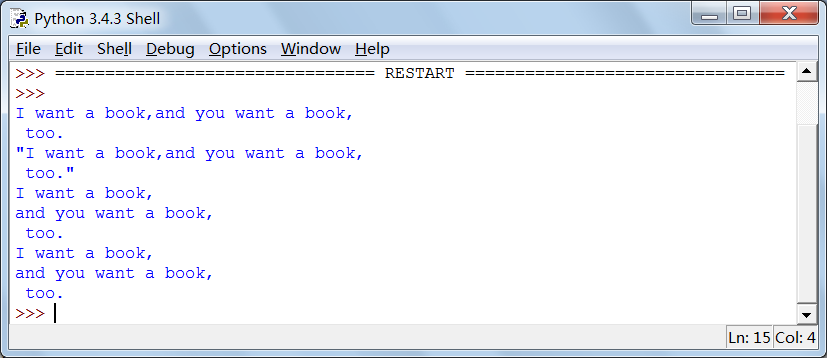 Python 3.4.3 Shell
File Edit Shell Debug Options Window Help
>>> ================================ RESTART ================================
>>>
I want a book,and you want a book,
 too.
"I want a book,and you want a book,
 too."
I want a book,
and you want a book,
 too.
I want a book,
and you want a book,
 too.
>>>
Ln: 15 Col: 4